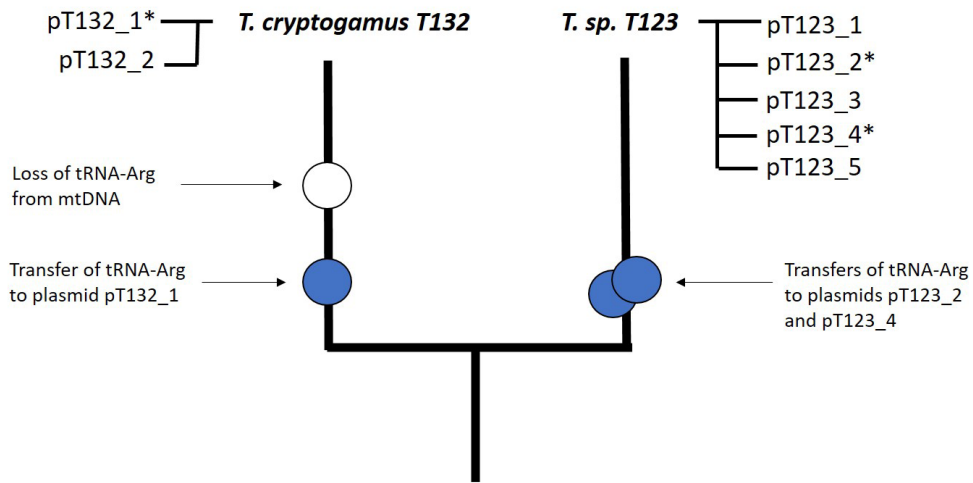 pT132_1*
pT132_2
T. cryptogamus T132
T. sp. T123
pT123_1
pT123_2*
pT123_3
pT123_4*
pT123_5
Loss of tRNA-Arg
from mtDNA
Transfer of tRNA-Arg
to plasmid pT132_1
Transfers of tRNA-Arg
to plasmids pT123_2
and pT123_4